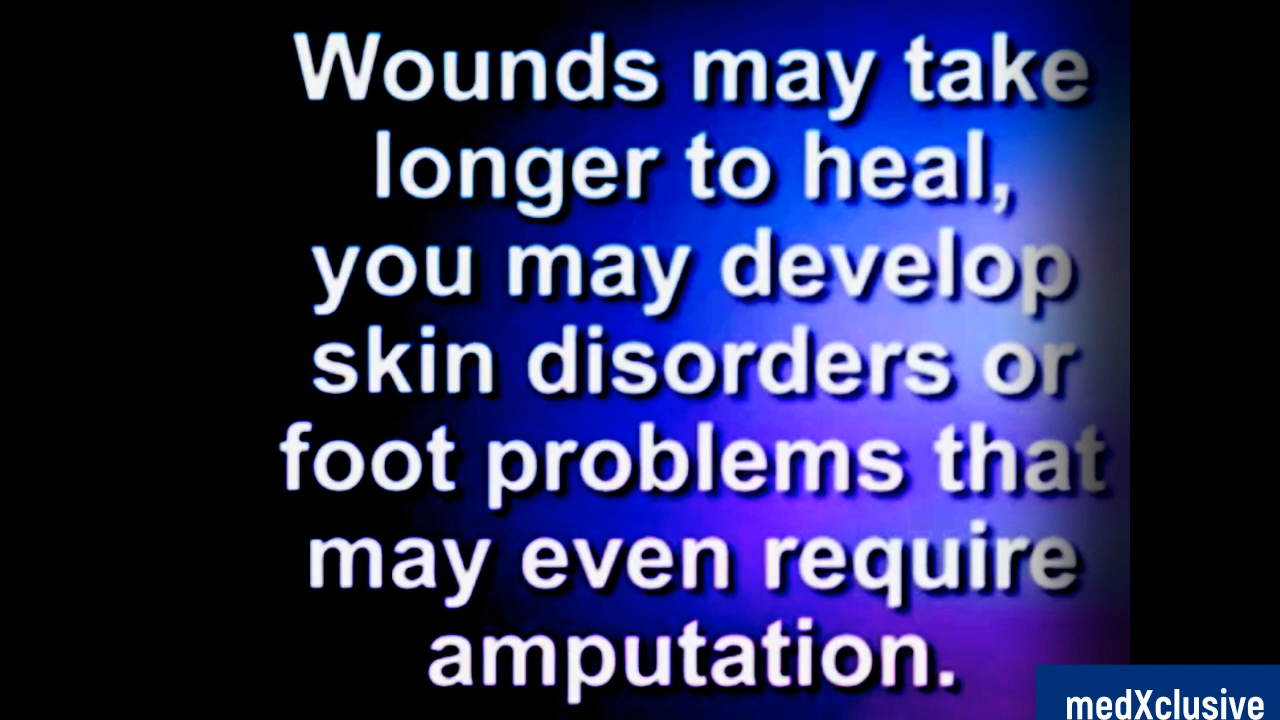 Wounds may take
longer to heal,
you may develop
skin disorders or
foot problems that
may even require
amputation.
medXclusive